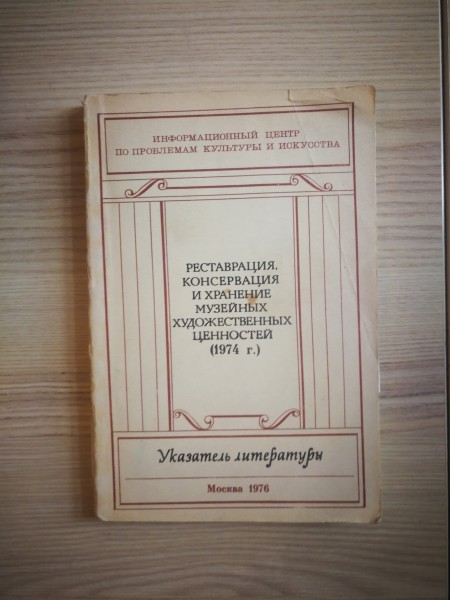 ИНФОРМАЦИОННЫЙ ЦЕНТР
ПО ПРОБЛЕМАМ КУЛЬТУРЫ И ИСКУССТВА
РЕСТАВРАЦИЯ,
КОНСЕРВАЦИЯ
И ХРАНЕНИЕ
МУЗЕЙНЫХ
ХУДОЖЕСТВЕННЫХ
ЦЕННОСТЕЙ
(1974 г.)
Указатель литературы
Москва 1976